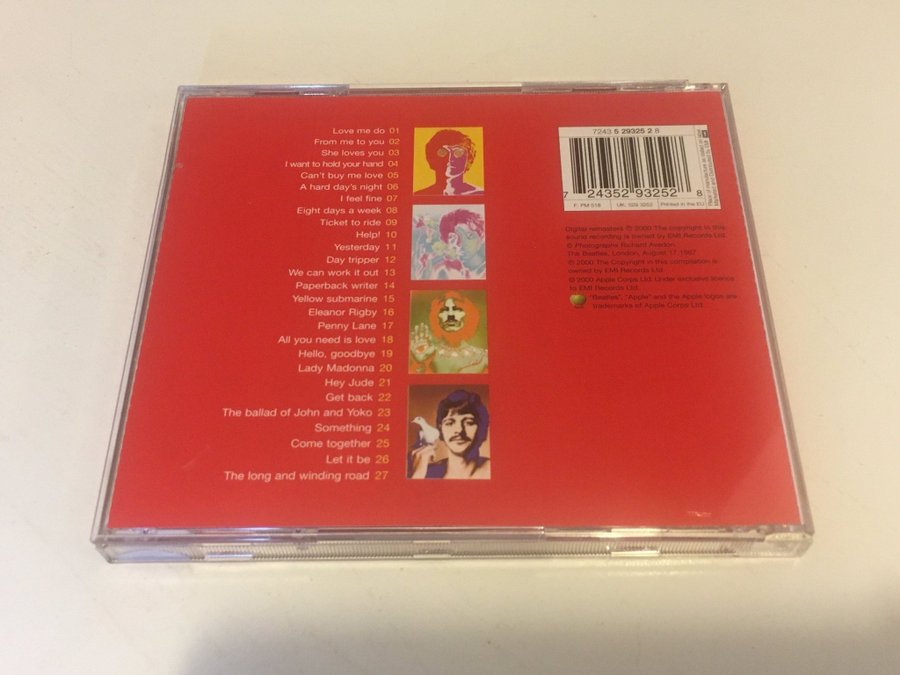 Love me do 01
From me to you 02
She loves you 03
I want to hold your hand 04
Can't buy me love 05
A hard day's night 06
I feel fine 07
Eight days a week 08
Ticket to ride 09
Help! 10
Yesterday 11
Day tripper 12
We can work it out 13
Paperback writer 14
Yellow submarine 15
Eleanor Rigby 16
Penny Lane 17
All you need is love 18
Hello, goodbye 19
Lady Madonna 20
Hey Jude 21
Get back 22
The ballad of John and Yoko 23
Something 24
Come together 25
Let it be 26
The long and winding road 27
7243 5 29325 2 8
7 24352 93252 8
F: PM 518 UK: 529 3252 Printed in the EU
Digital remasters ℗ 2000 The copyright in this
sound recording is owned by EMI Records Ltd.
© Photographs Richard Avedon,
The Beatles, London, August 17 1967
℗ 2000 The Copyright in this compilation is
owned by EMI Records Ltd.
© 2000 Apple Corps Ltd. Under exclusive licence
to EMI Records Ltd.
"Beatles", "Apple" and the Apple logos are
trademarks of Apple Corps Ltd.